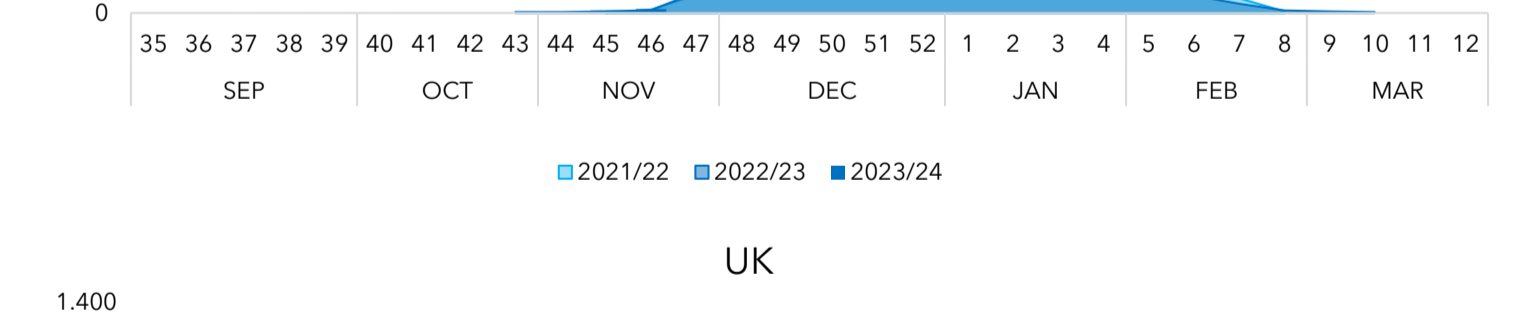 0
35 36 37 38 39 40 41 42 43 44 45 46 47 48 49 50 51 52 1 2 3 4 5 6 7 8 9 10 11 12
SEP OCT NOV DEC JAN FEB MAR
2021/22 2022/23 2023/24
UK
1.400